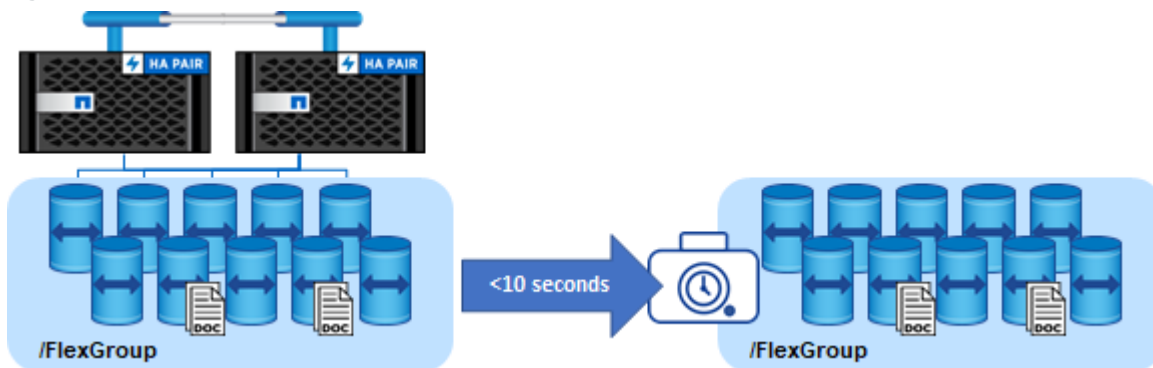 HA PAIR
HA PAIR
<10 seconds
DOC
DOC
DOC
DOC
/FlexGroup
/FlexGroup